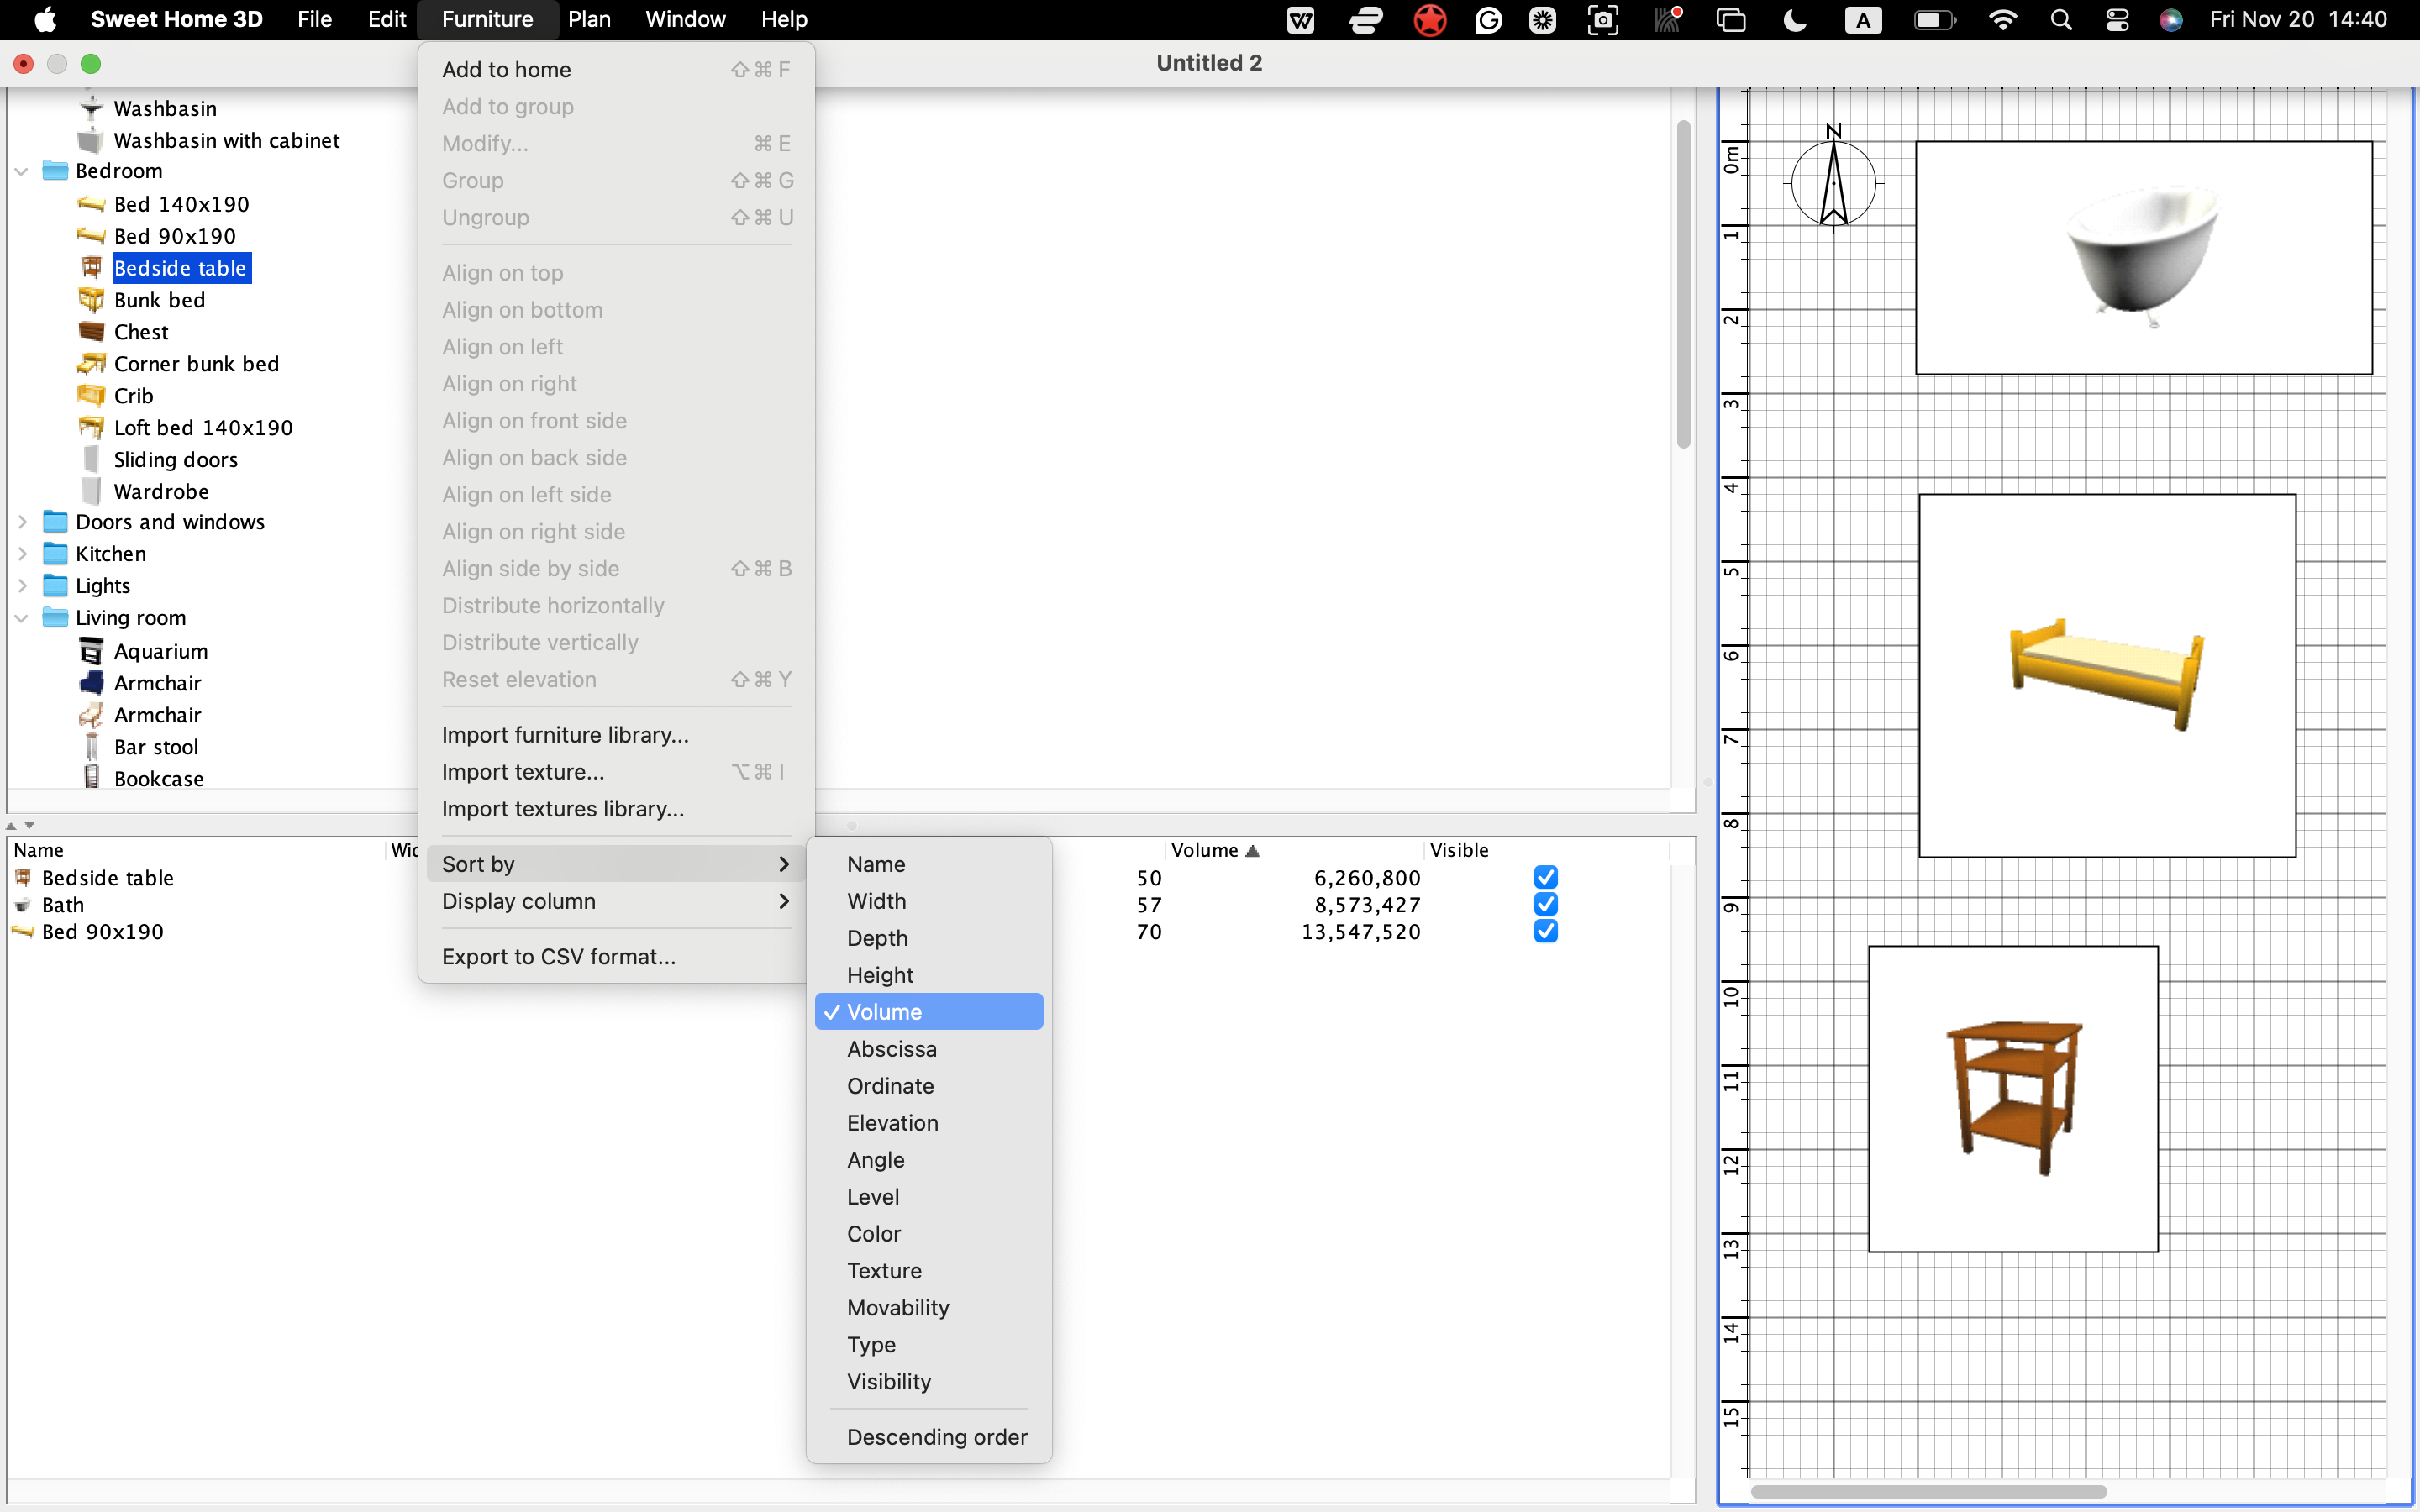 Sweet Home 3D File Edit Furniture Plan Window Help A Fri Nov 20 14:40
Untitled 2
Washbasin
Washbasin with cabinet
Bedroom
Bed 140x190
Bed 90x190
Bedside table
Bunk bed
Chest
Corner bunk bed
Crib
Loft bed 140x190
Sliding doors
Wardrobe
Doors and windows
Kitchen
Lights
Living room
Aquarium
Armchair
Armchair
Bar stool
Bookcase
Add to home ⇧⌘F
Add to group
Modify... ⌘E
Group ⇧⌘G
Ungroup ⇧⌘U
Align on top
Align on bottom
Align on left
Align on right
Align on front side
Align on back side
Align on left side
Align on right side
Align side by side ⇧⌘B
Distribute horizontally
Distribute vertically
Reset elevation ⇧⌘Y
Import furniture library...
Import texture... ⌥⌘I
Import textures library...
Sort by
Display column
Export to CSV format...
Name
Width
Depth
Height
✓ Volume
Abscissa
Ordinate
Elevation
Angle
Level
Color
Texture
Movability
Type
Visibility
Descending order
Name Wid Volume Visible
Bedside table 50 6,260,800
Bath 57 8,573,427
Bed 90x190 70 13,547,520
N
0m
1
2
3
4
5
6
7
8
9
10
11
12
13
14
15